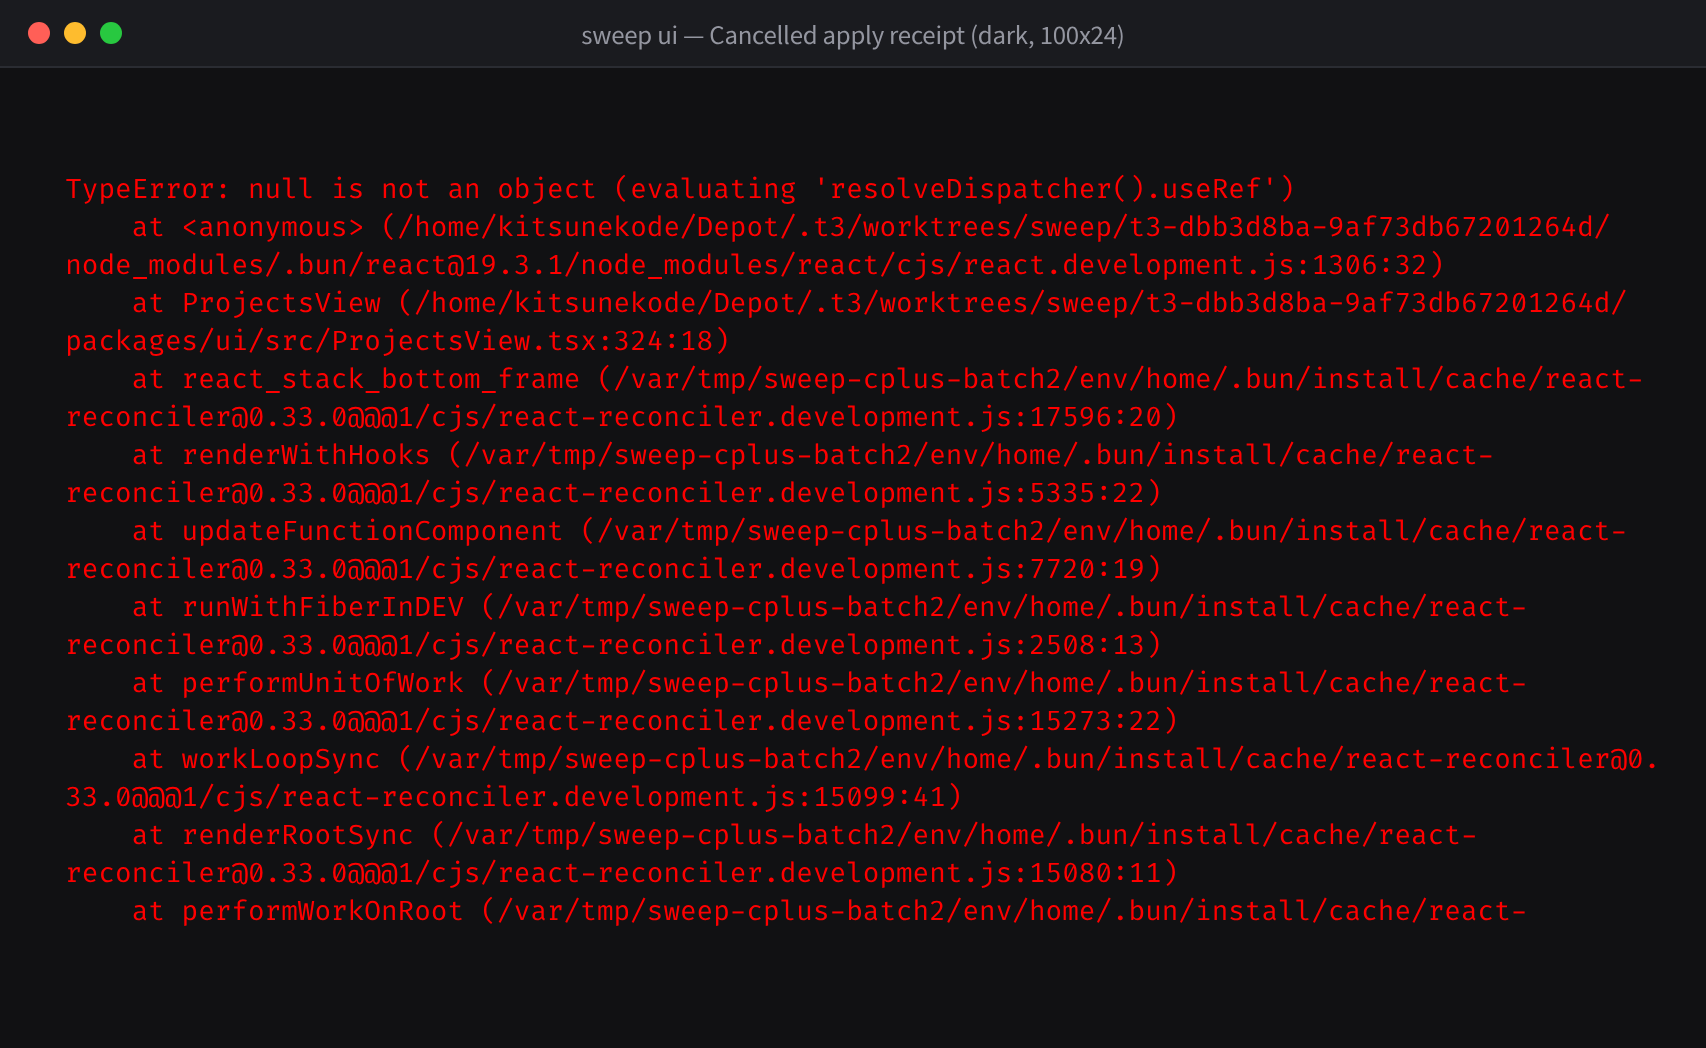 sweep ui — Cancelled apply receipt (dark, 100x24)
TypeError: null is not an object (evaluating 'resolveDispatcher().useRef')
    at <anonymous> (/home/kitsunekode/Depot/.t3/worktrees/sweep/t3-dbb3d8ba-9af73db67201264d/
node_modules/.bun/react@19.3.1/node_modules/react/cjs/react.development.js:1306:32)
    at ProjectsView (/home/kitsunekode/Depot/.t3/worktrees/sweep/t3-dbb3d8ba-9af73db67201264d/
packages/ui/src/ProjectsView.tsx:324:18)
    at react_stack_bottom_frame (/var/tmp/sweep-cplus-batch2/env/home/.bun/install/cache/react-
reconciler@0.33.0@@@1/cjs/react-reconciler.development.js:17596:20)
    at renderWithHooks (/var/tmp/sweep-cplus-batch2/env/home/.bun/install/cache/react-
reconciler@0.33.0@@@1/cjs/react-reconciler.development.js:5335:22)
    at updateFunctionComponent (/var/tmp/sweep-cplus-batch2/env/home/.bun/install/cache/react-
reconciler@0.33.0@@@1/cjs/react-reconciler.development.js:7720:19)
    at runWithFiberInDEV (/var/tmp/sweep-cplus-batch2/env/home/.bun/install/cache/react-
reconciler@0.33.0@@@1/cjs/react-reconciler.development.js:2508:13)
    at performUnitOfWork (/var/tmp/sweep-cplus-batch2/env/home/.bun/install/cache/react-
reconciler@0.33.0@@@1/cjs/react-reconciler.development.js:15273:22)
    at workLoopSync (/var/tmp/sweep-cplus-batch2/env/home/.bun/install/cache/react-reconciler@0.
33.0@@@1/cjs/react-reconciler.development.js:15099:41)
    at renderRootSync (/var/tmp/sweep-cplus-batch2/env/home/.bun/install/cache/react-
reconciler@0.33.0@@@1/cjs/react-reconciler.development.js:15080:11)
    at performWorkOnRoot (/var/tmp/sweep-cplus-batch2/env/home/.bun/install/cache/react-